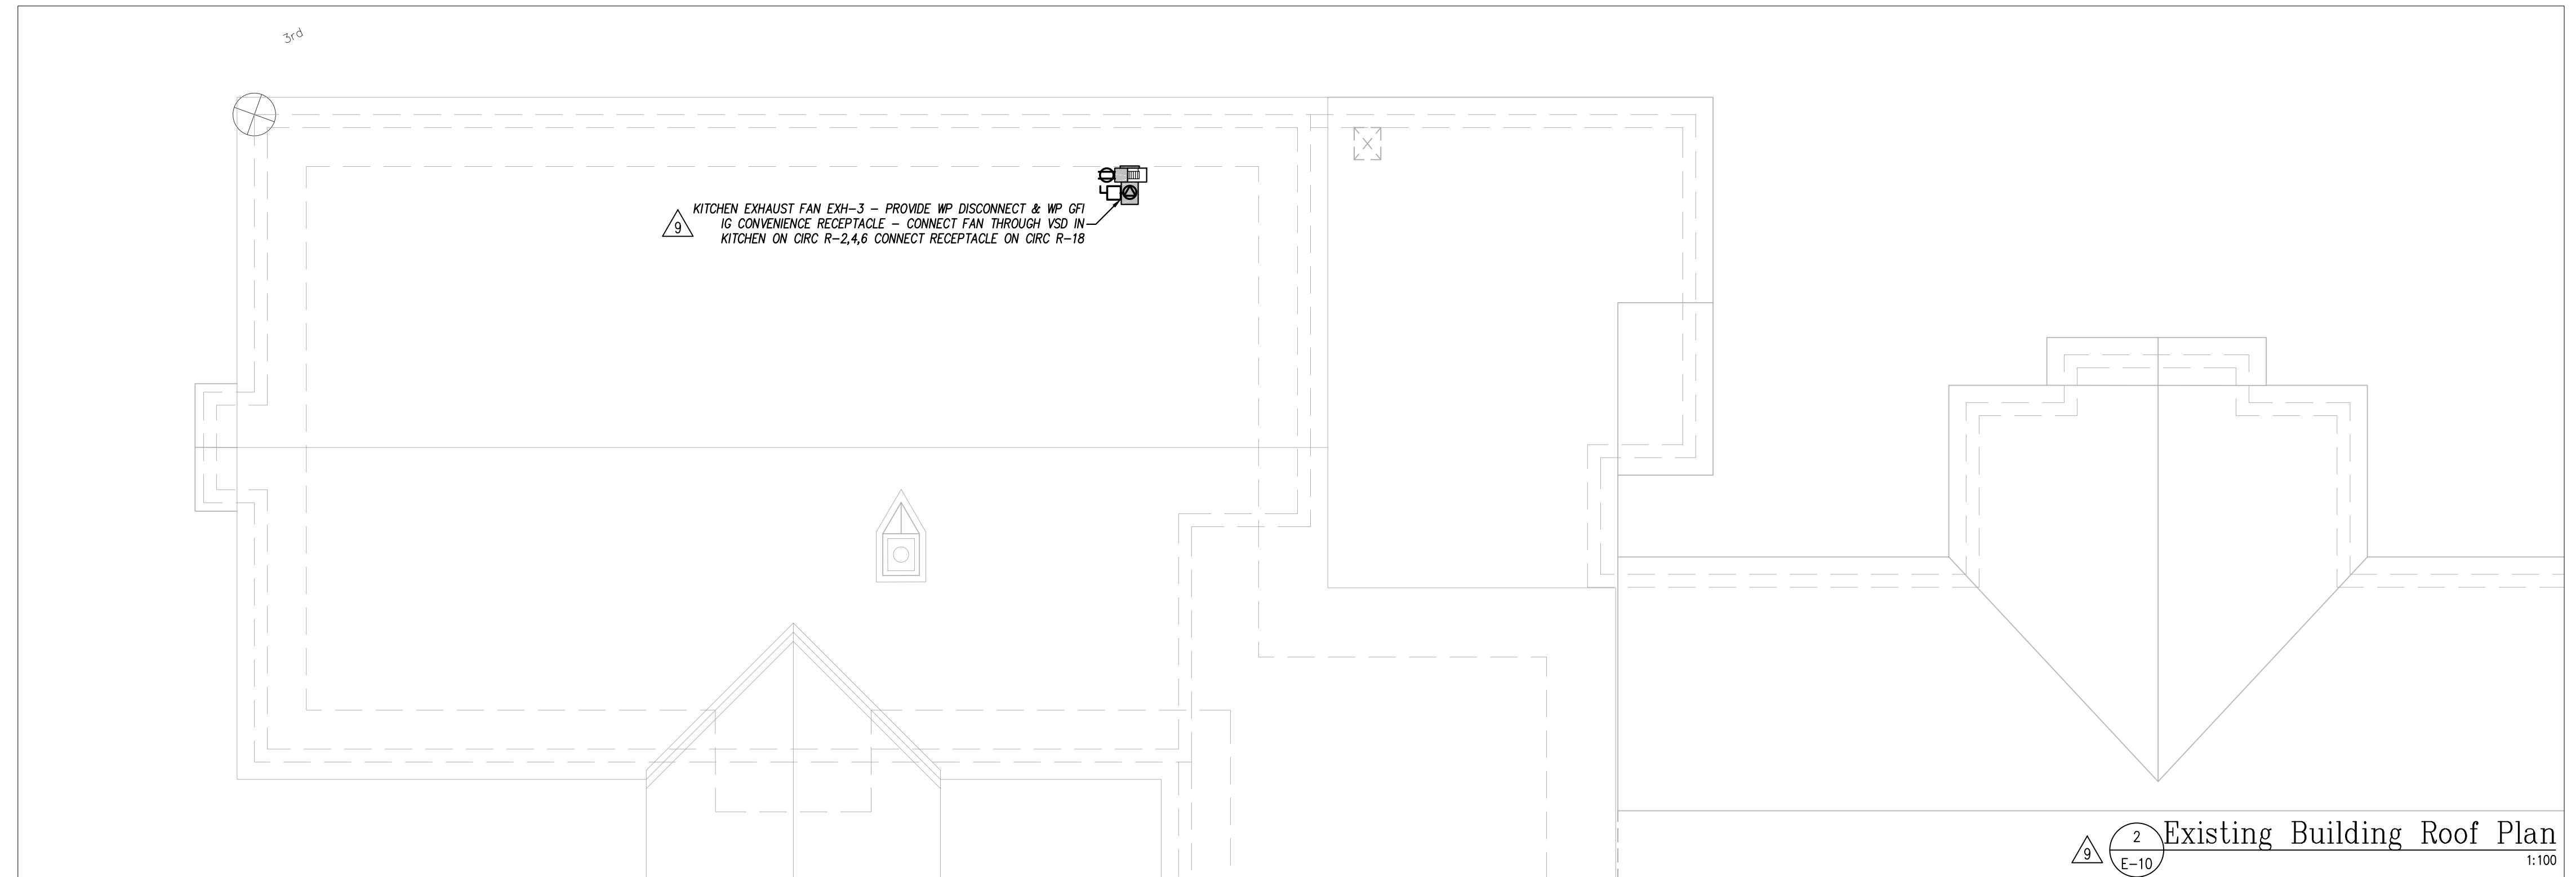 3rd
KITCHEN EXHAUST FAN EXH-3 - PROVIDE WP DISCONNECT & WP GFI
IG CONVENIENCE RECEPTACLE - CONNECT FAN THROUGH VSD IN
KITCHEN ON CIRC R-2,4,6 CONNECT RECEPTACLE ON CIRC R-18
9
9
2
E-10
Existing Building Roof Plan
1:100